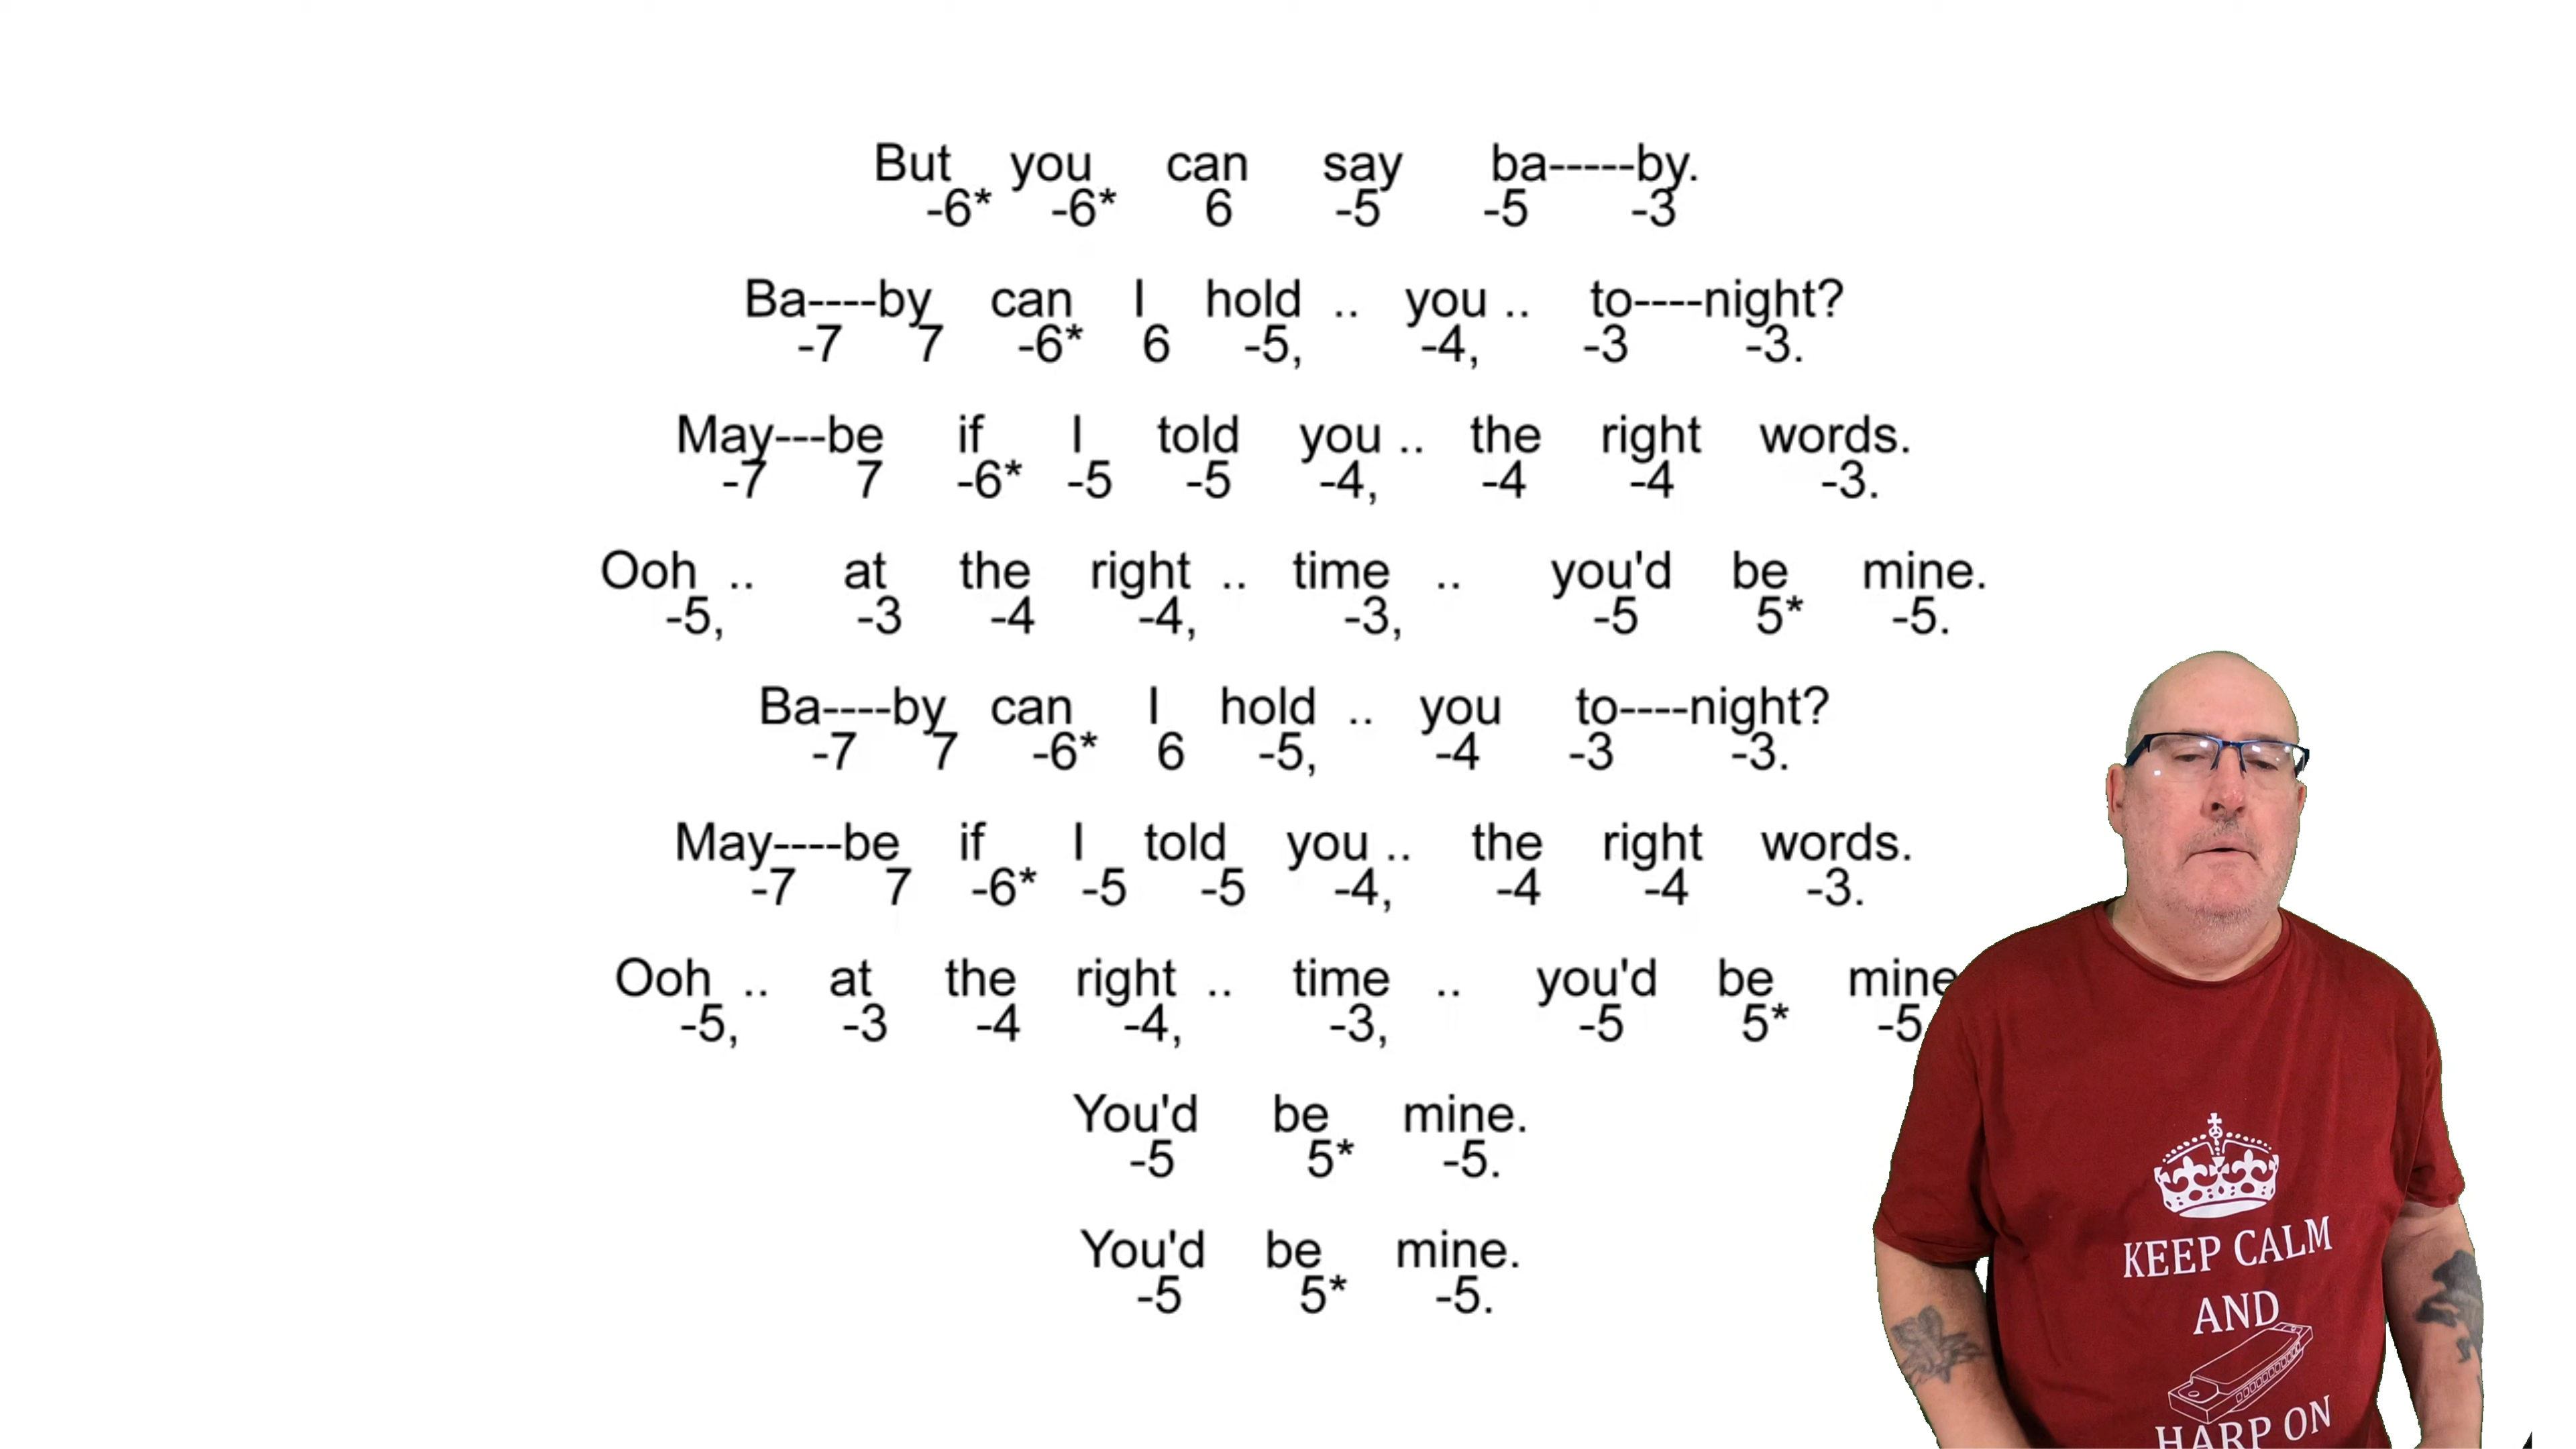 But you can say ba-----by.
-6* -6* 6 -5 -5 -3
Ba----by can I hold .. you .. to----night?
-7 7 -6* 6 -5, -4, -3 -3.
May---be if I told you .. the right words.
-7 7 -6* -5 -5 -4, -4 -4 -3.
Ooh .. at the right .. time .. you'd be mine.
-5, -3 -4 -4, -3, -5 5* -5.
Ba----by can I hold .. you to----night?
-7 7 -6* 6 -5, -4 -3 -3.
May----be if I told you .. the right words.
-7 7 -6* -5 -5 -4, -4 -4 -3.
Ooh .. at the right .. time .. you'd be mine
-5, -3 -4 -4, -3, -5 5* -5
You'd be mine.
-5 5* -5.
You'd be mine.
-5 5* -5.
KEEP CALM
AND
HARP ON